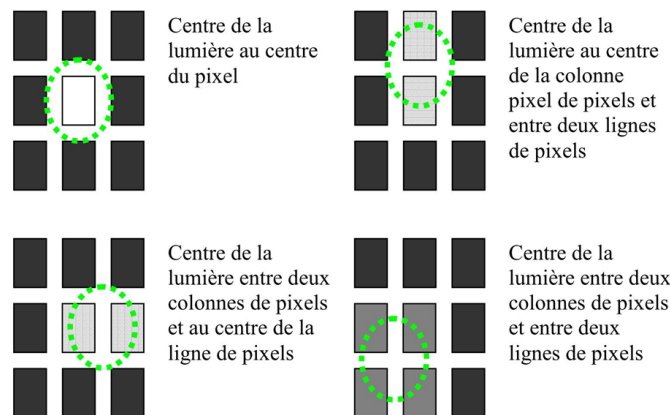 Centre de la
lumière au centre
du pixel
Centre de la
lumière au centre
de la colonne
pixel de pixels et
entre deux lignes
de pixels
Centre de la
lumière entre deux
colonnes de pixels
et au centre de la
ligne de pixels
Centre de la
lumière entre deux
colonnes de pixels
et entre deux
lignes de pixels